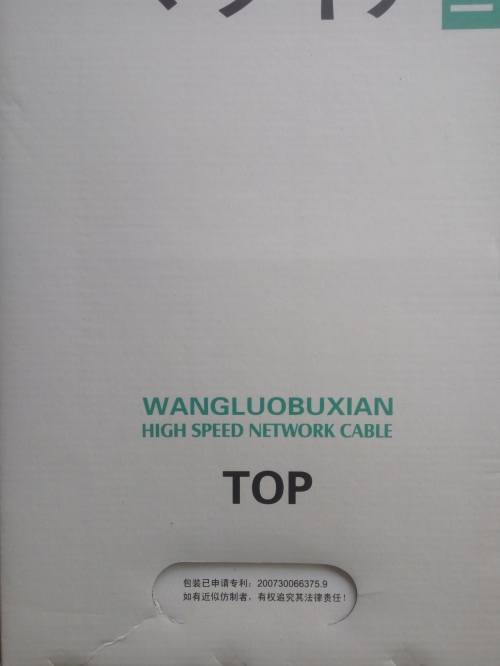 WANGLUOBUXIAN
HIGH SPEED NETWORK CABLE
TOP
包装已申请专利：200730066375.9
如有近似仿制者，有权追究其法律责任！